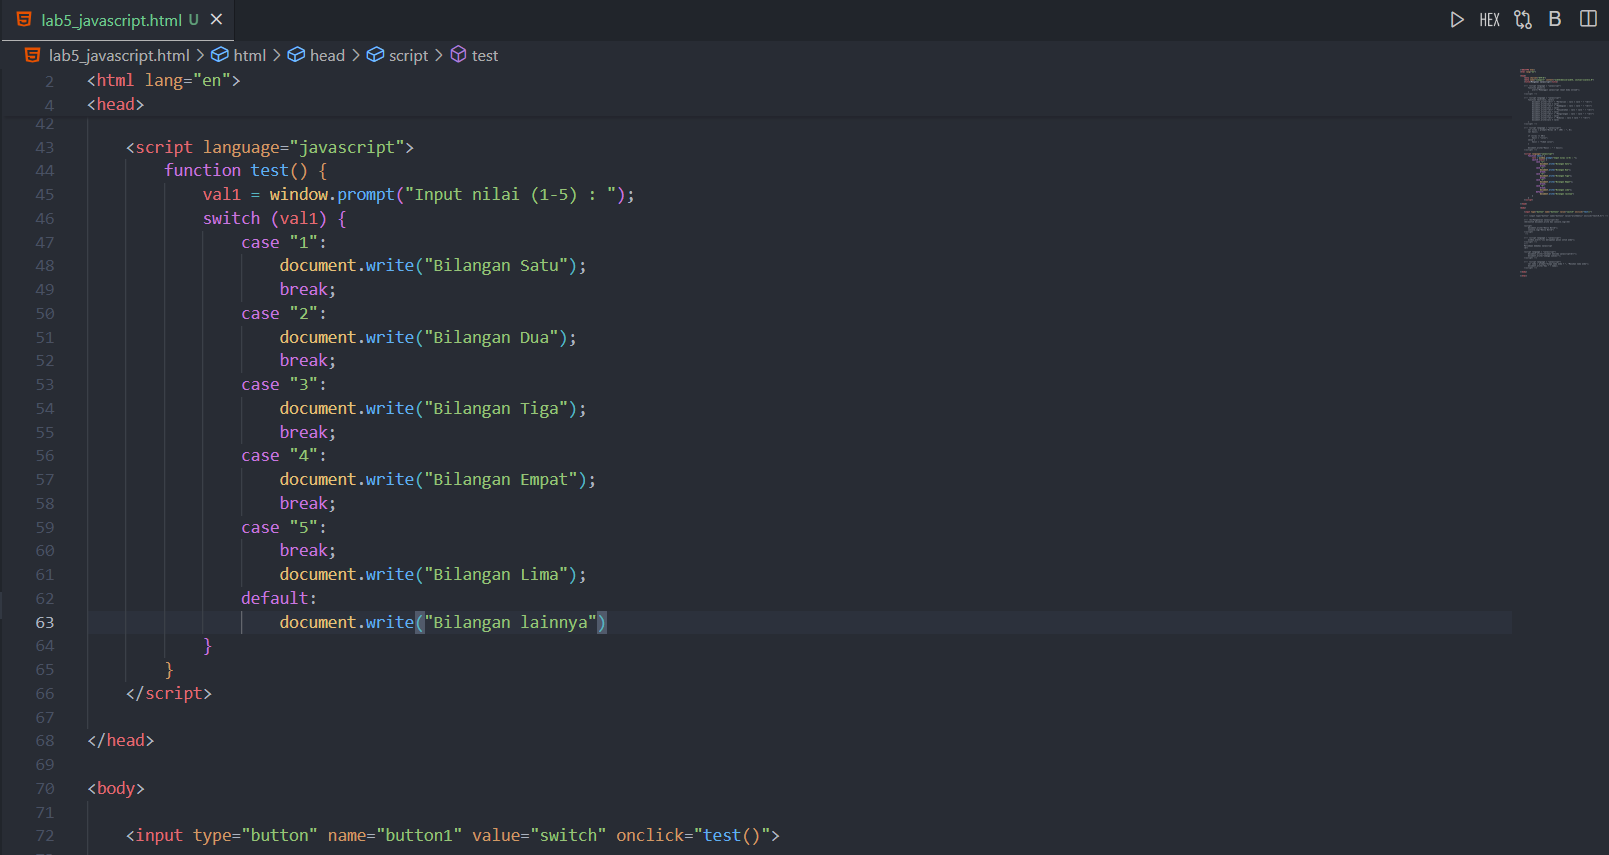 lab5_javascript.html U
HEX B
lab5_javascript.html > html > head > script > test
2 <html lang="en">
4 <head>
42
43 <script language="javascript">
44 function test() {
45 val1 = window.prompt("Input nilai (1-5) : ");
46 switch (val1) {
47 case "1":
48 document.write("Bilangan Satu");
49 break;
50 case "2":
51 document.write("Bilangan Dua");
52 break;
53 case "3":
54 document.write("Bilangan Tiga");
55 break;
56 case "4":
57 document.write("Bilangan Empat");
58 break;
59 case "5":
60 break;
61 document.write("Bilangan Lima");
62 default:
63 document.write("Bilangan lainnya")
64 }
65 }
66 </script>
67
68 </head>
69
70 <body>
71
72 <input type="button" name="button1" value="switch" onclick="test()">